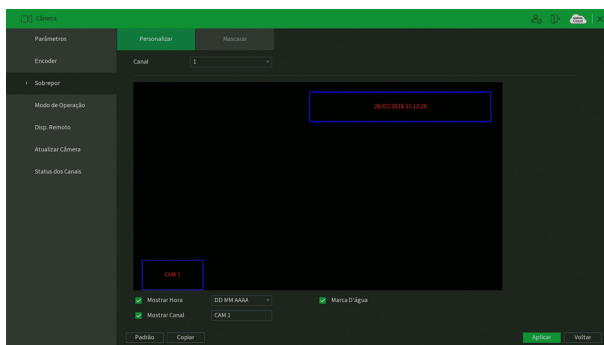 Câmera
Parâmetros
Personalizar
Mascarar
Encoder
Canal
1
Sobrepor
Modo de Operação
20/07/2018 17:12:28
Disp. Remoto
Atualizar Câmera
Status dos Canais
CAM 1
Mostrar Hora
DD MM AAAA
Marca D'água
Mostrar Canal
CAM 1
Padrão
Copiar
Aplicar
Voltar